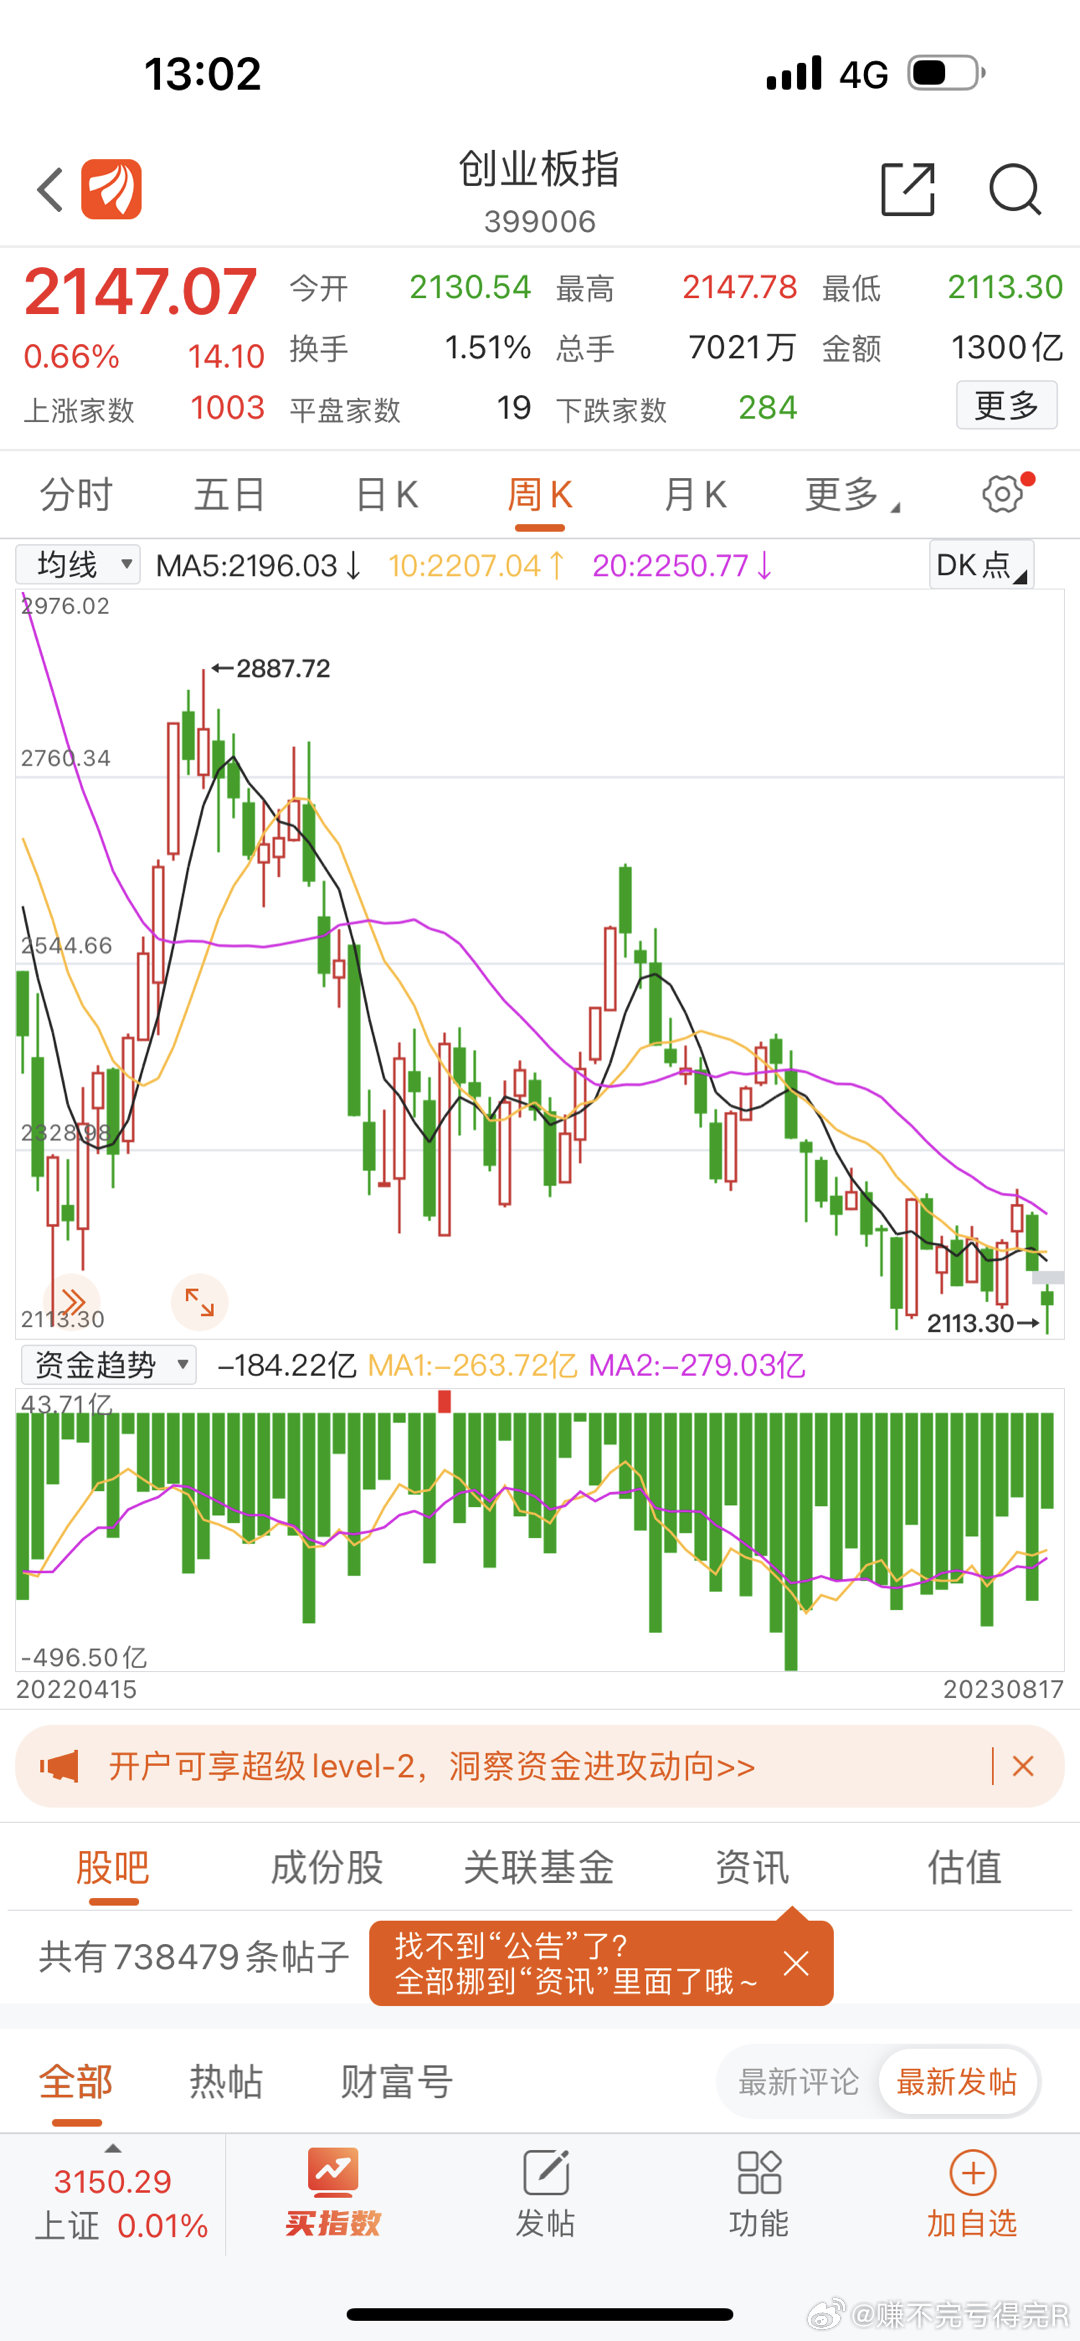 13:02 4G
创业板指
399006
2147.07 今开 2130.54 最高 2147.78 最低 2113.30
0.66% 14.10 换手 1.51% 总手 7021万 金额 1300亿
上涨家数 1003 平盘家数 19 下跌家数 284 更多
分时 五日 日K 周K 月K 更多
均线 MA5:2196.03↓ 10:2207.04↑ 20:2250.77↓ DK点
2976.02
←2887.72
2760.34
2544.66
2328.98
2113.30 2113.30→
资金趋势 -184.22亿 MA1:-263.72亿 MA2:-279.03亿
43.71亿
-496.50亿
20220415 20230817
开户可享超级level-2，洞察资金进攻动向>>
股吧 成份股 关联基金 资讯 估值
共有738479条帖子
找不到“公告”了?
全部挪到“资讯”里面了哦~
全部 热帖 财富号 最新评论 最新发帖
3150.29
上证 0.01% 买指数 发帖 功能 加自选
@赚不完亏得完R